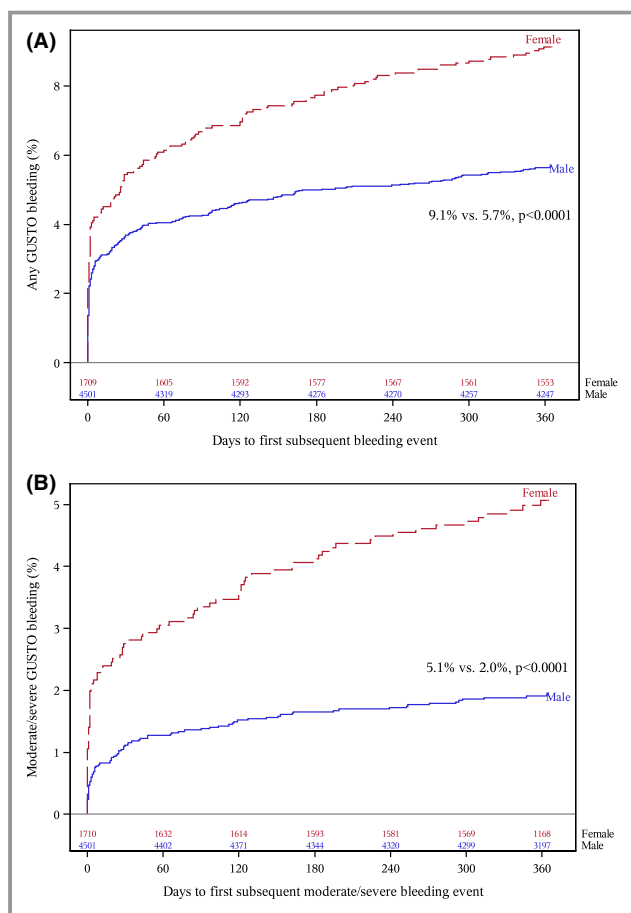 (A)
Any GUSTO bleeding (%)
8
6
4
2
0
Female
Male
9.1% vs. 5.7%, p<0.0001
1709 1605 1592 1577 1567 1561 1553 Female
4501 4319 4293 4276 4270 4257 4247 Male
0 60 120 180 240 300 360
Days to first subsequent bleeding event
(B)
Moderate/severe GUSTO bleeding (%)
5
4
3
2
1
0
Female
5.1% vs. 2.0%, p<0.0001
Male
1710 1632 1614 1593 1581 1569 1168 Female
4501 4402 4371 4344 4320 4299 3197 Male
0 60 120 180 240 300 360
Days to first subsequent moderate/severe bleeding event